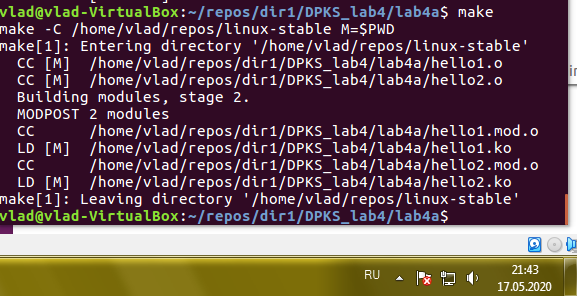 vlad@vlad-VirtualBox:~/repos/dir1/DPKS_lab4/lab4a$ make
make -C /home/vlad/repos/linux-stable M=$PWD
make[1]: Entering directory '/home/vlad/repos/linux-stable'
CC [M] /home/vlad/repos/dir1/DPKS_lab4/lab4a/hello1.o
CC [M] /home/vlad/repos/dir1/DPKS_lab4/lab4a/hello2.o
Building modules, stage 2.
MODPOST 2 modules
CC /home/vlad/repos/dir1/DPKS_lab4/lab4a/hello1.mod.o
LD [M] /home/vlad/repos/dir1/DPKS_lab4/lab4a/hello1.ko
CC /home/vlad/repos/dir1/DPKS_lab4/lab4a/hello2.mod.o
LD [M] /home/vlad/repos/dir1/DPKS_lab4/lab4a/hello2.ko
make[1]: Leaving directory '/home/vlad/repos/linux-stable'
vlad@vlad-VirtualBox:~/repos/dir1/DPKS_lab4/lab4a$
RU
21:43
17.05.2020